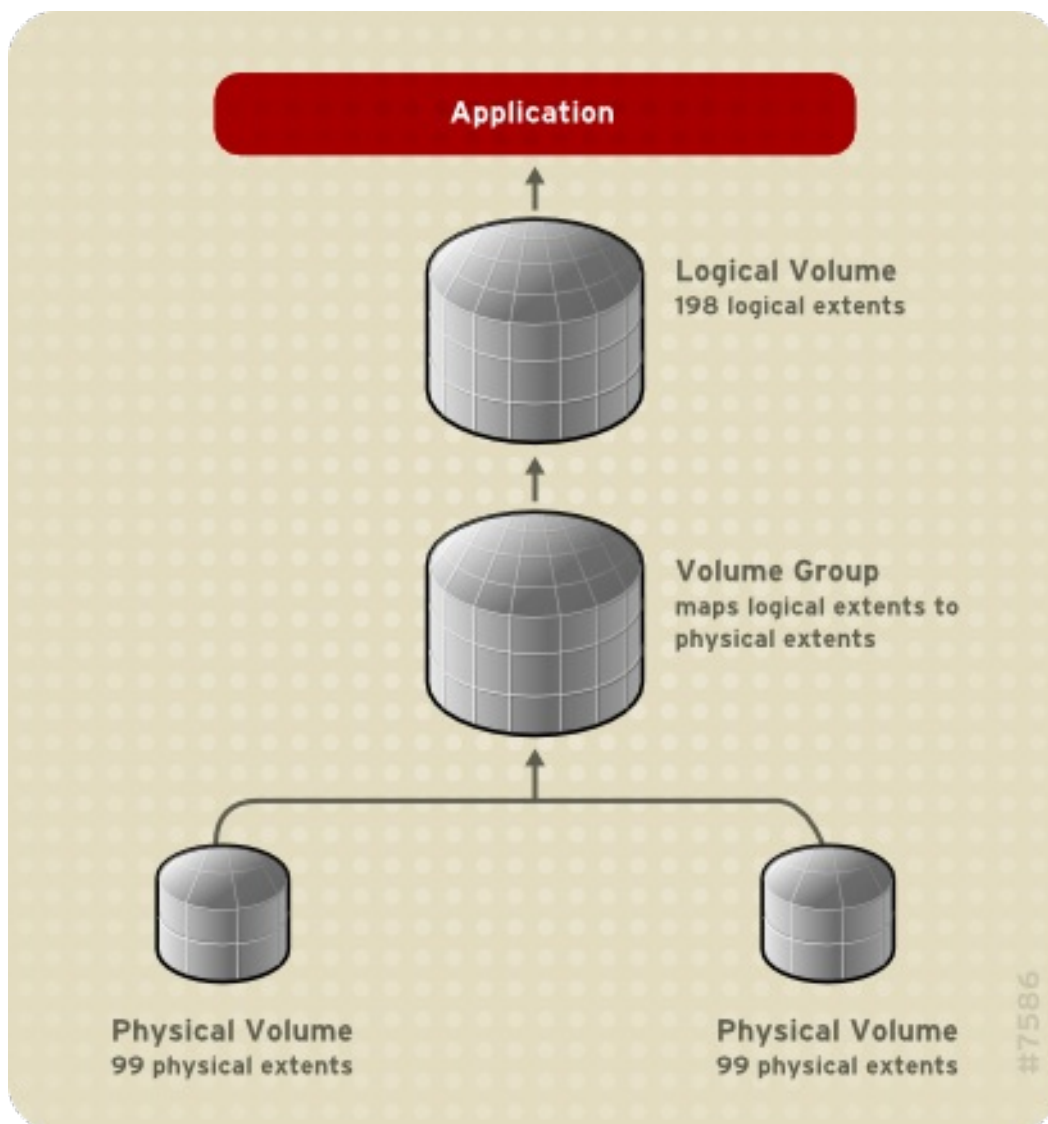 Application
Logical Volume
198 logical extents
Volume Group
maps logical extents to
physical extents
Physical Volume
99 physical extents
Physical Volume
99 physical extents
#7586